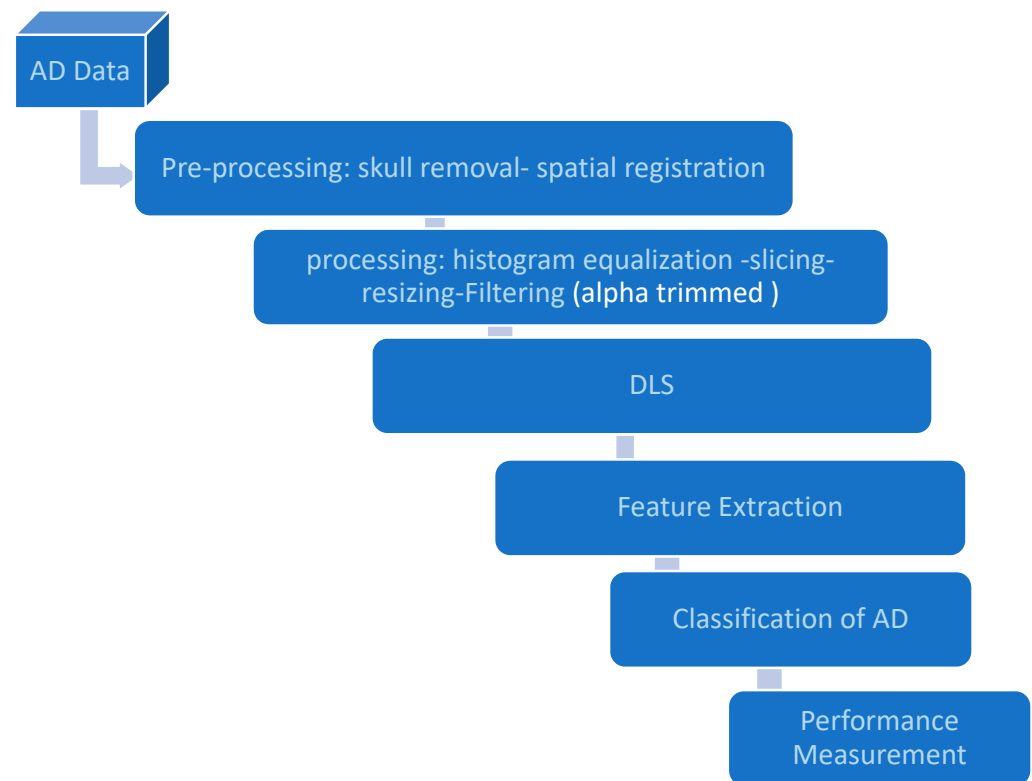 AD Data
Pre-processing: skull removal- spatial registration
processing: histogram equalization -slicing-
resizing-Filtering (alpha trimmed )
DLS
Feature Extraction
Classification of AD
Performance
Measurement